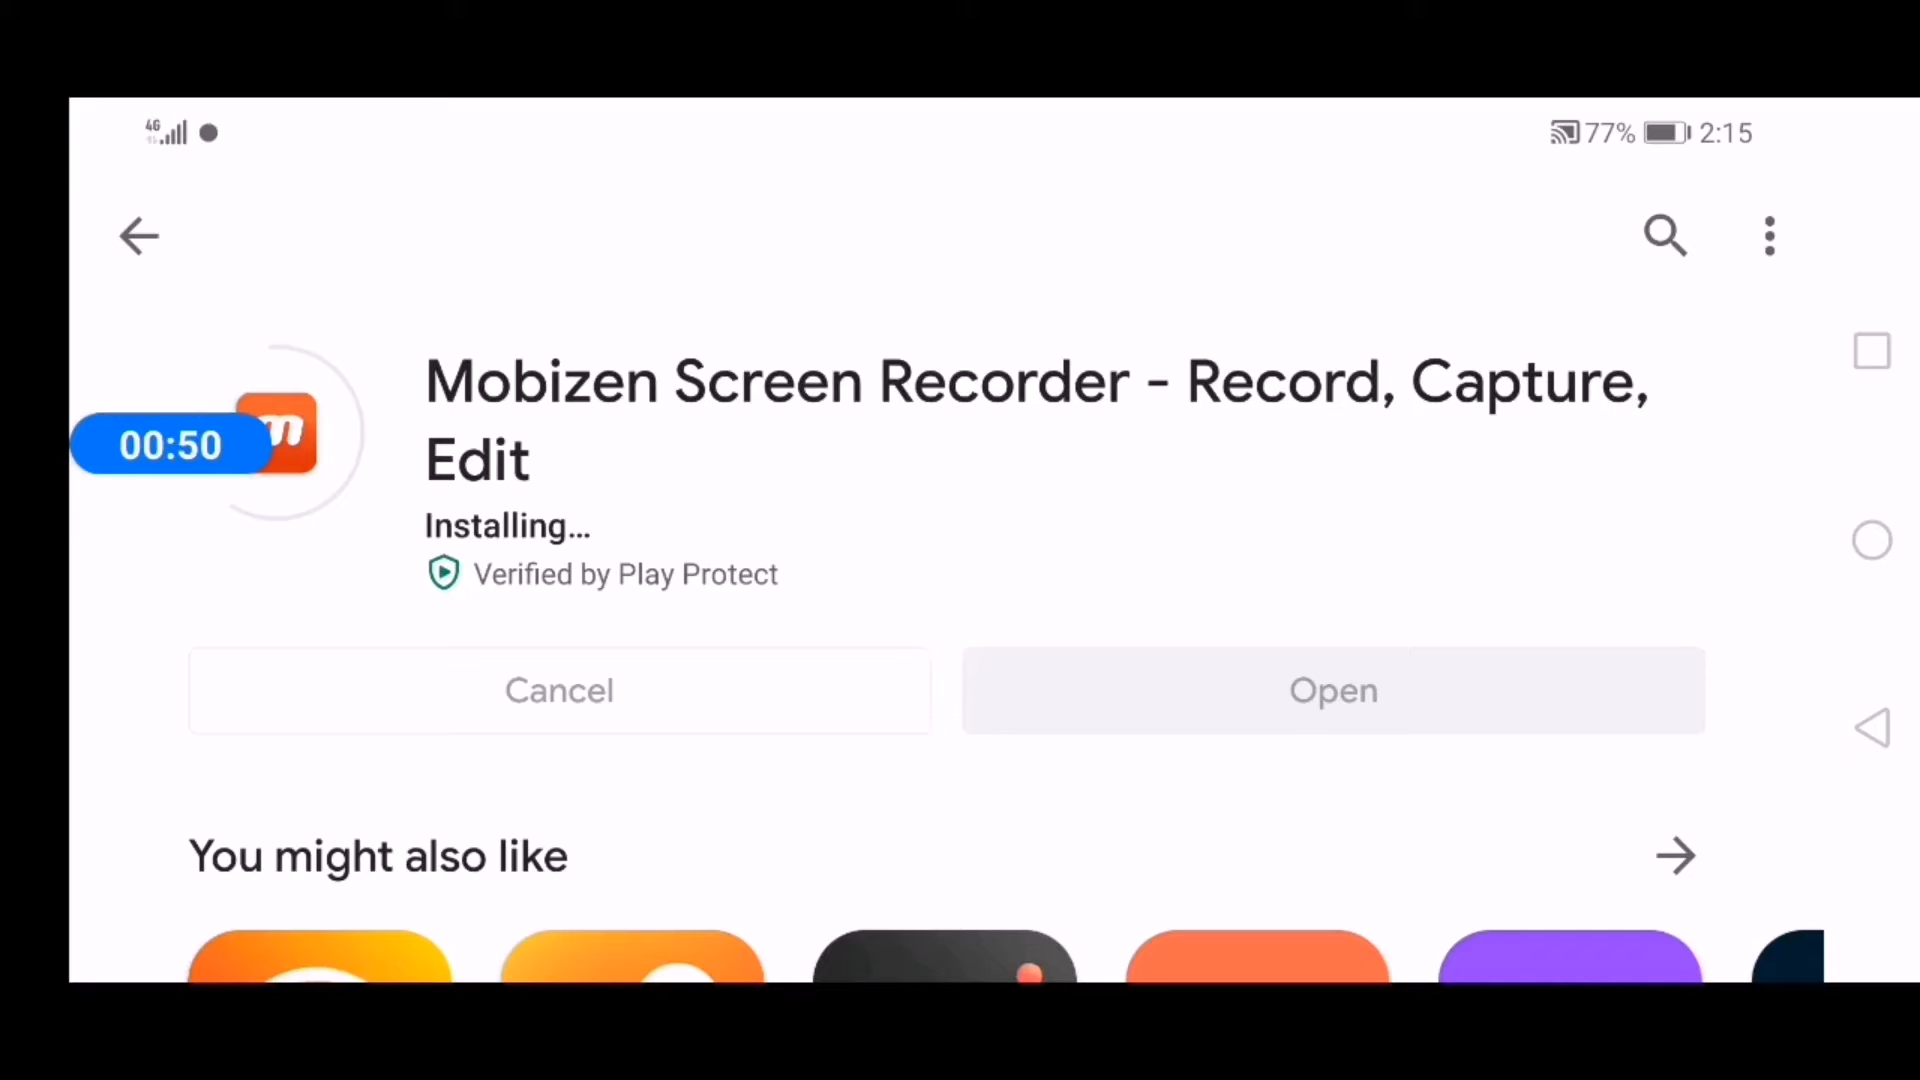 4G
77% 2:15
Mobizen Screen Recorder - Record, Capture,
Edit
00:50
m
Installing...
Verified by Play Protect
Cancel
Open
You might also like